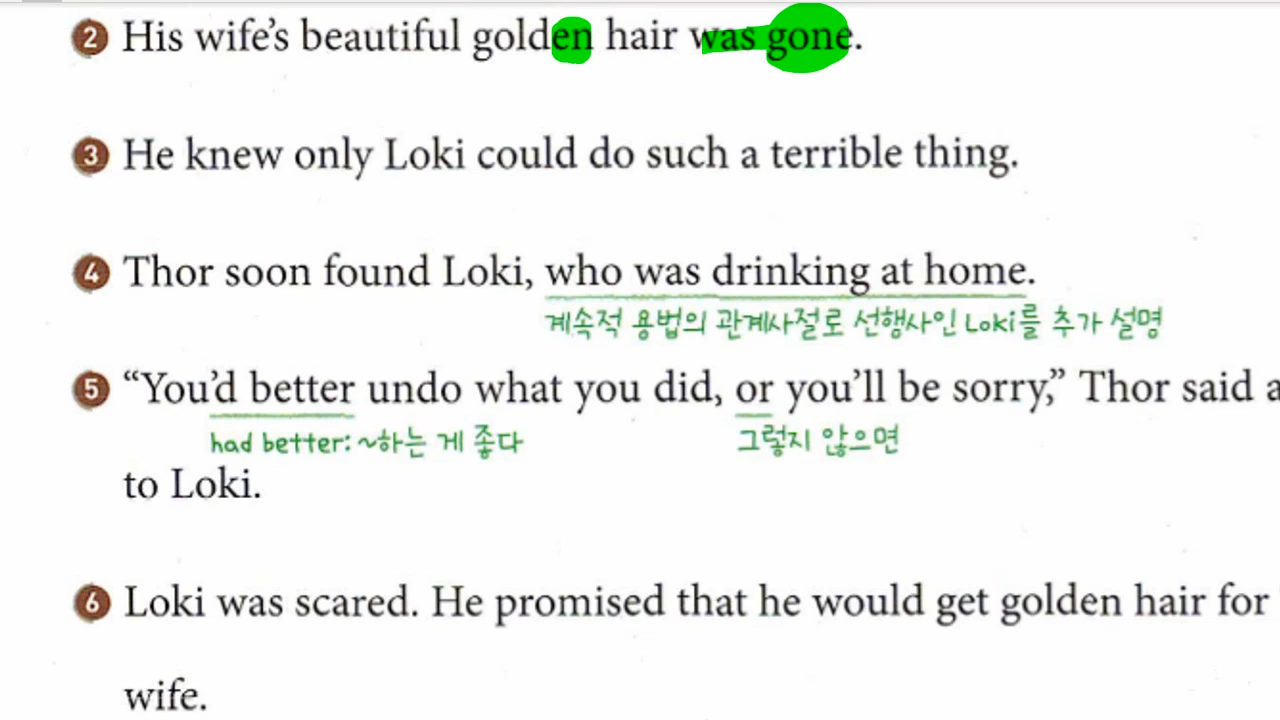 2 His wife's beautiful golden hair was gone.
3 He knew only Loki could do such a terrible thing.
4 Thor soon found Loki, who was drinking at home.
계속적 용법의 관계사절로 선행사인 Loki를 추가 설명
5 “You'd better undo what you did, or you'll be sorry,” Thor said a
had better: ~하는 게 좋다 그렇지 않으면
to Loki.
6 Loki was scared. He promised that he would get golden hair for
wife.